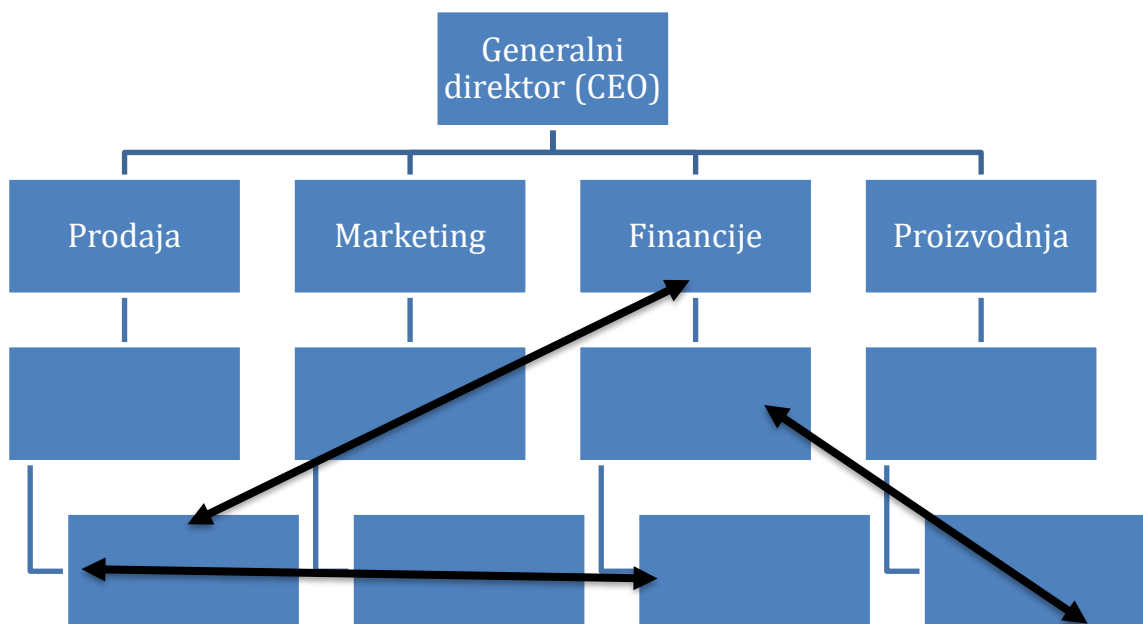 Generalni
direktor (CEO)
Prodaja
Marketing
Financije
Proizvodnja